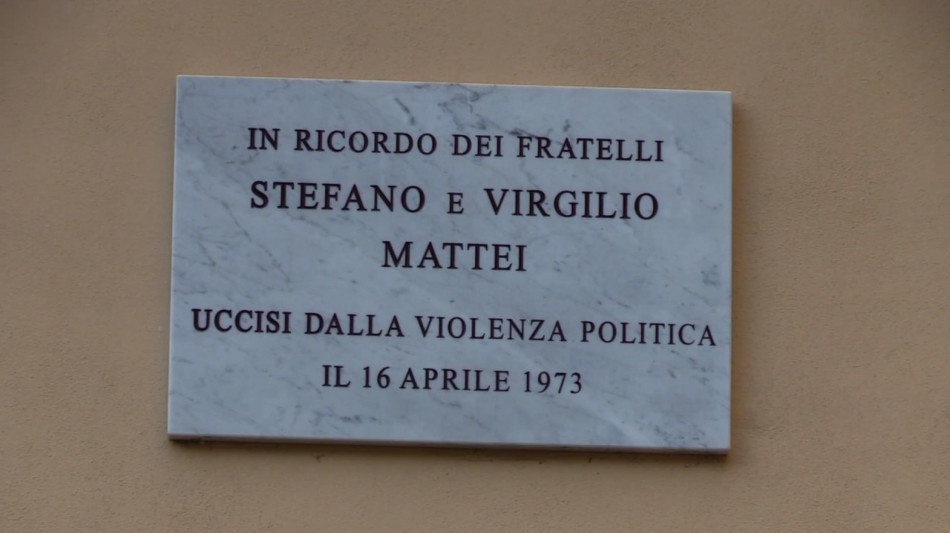 IN RICORDO DEI FRATELLI
STEFANO E VIRGILIO
MATTEI
UCCISI DALLA VIOLENZA POLITICA
IL 16 APRILE 1973